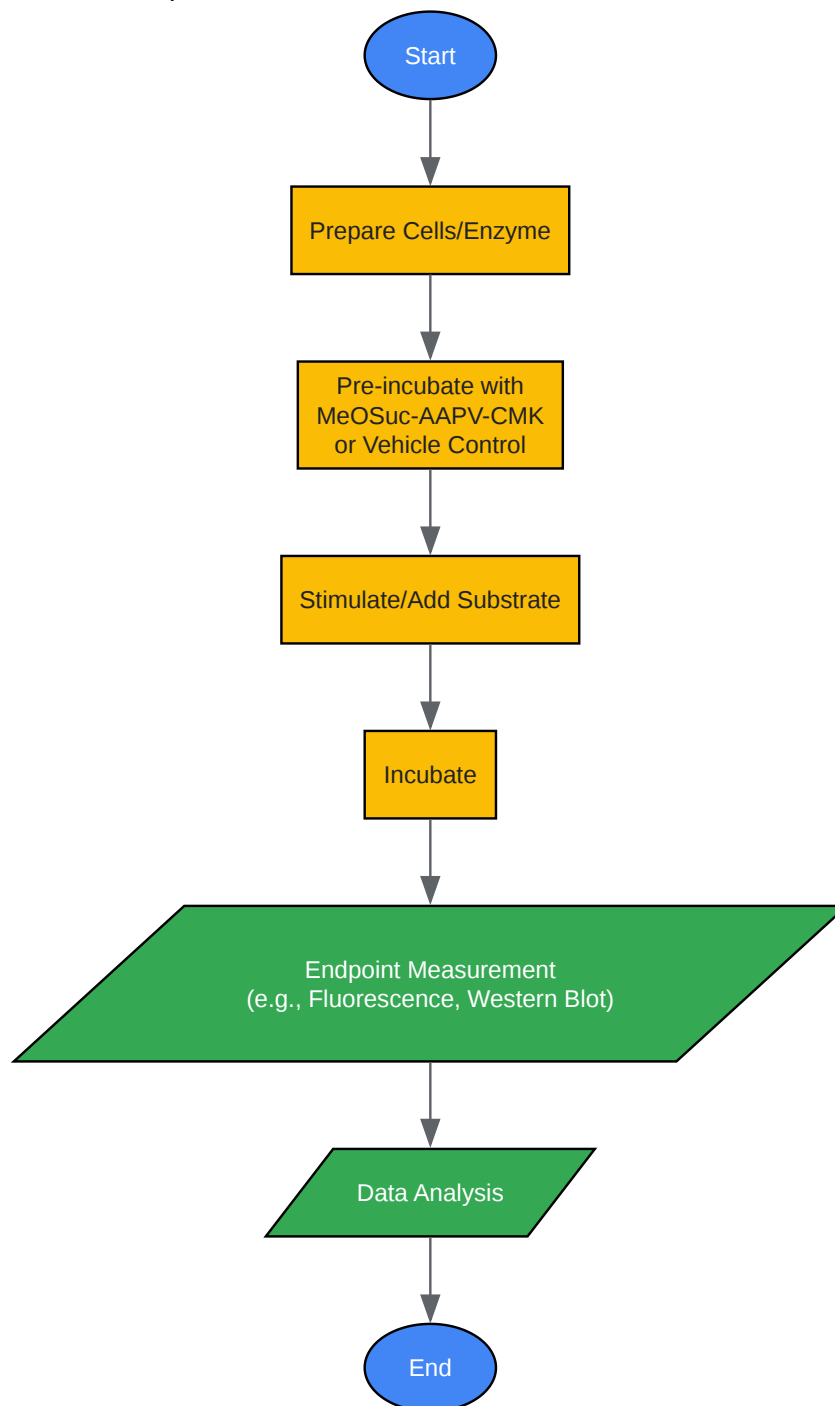 Start
Prepare Cells/Enzyme
Pre-incubate with
MeOSuc-AAPV-CMK
or Vehicle Control
Stimulate/Add Substrate
Incubate
Endpoint Measurement
(e.g., Fluorescence, Western Blot)
Data Analysis
End